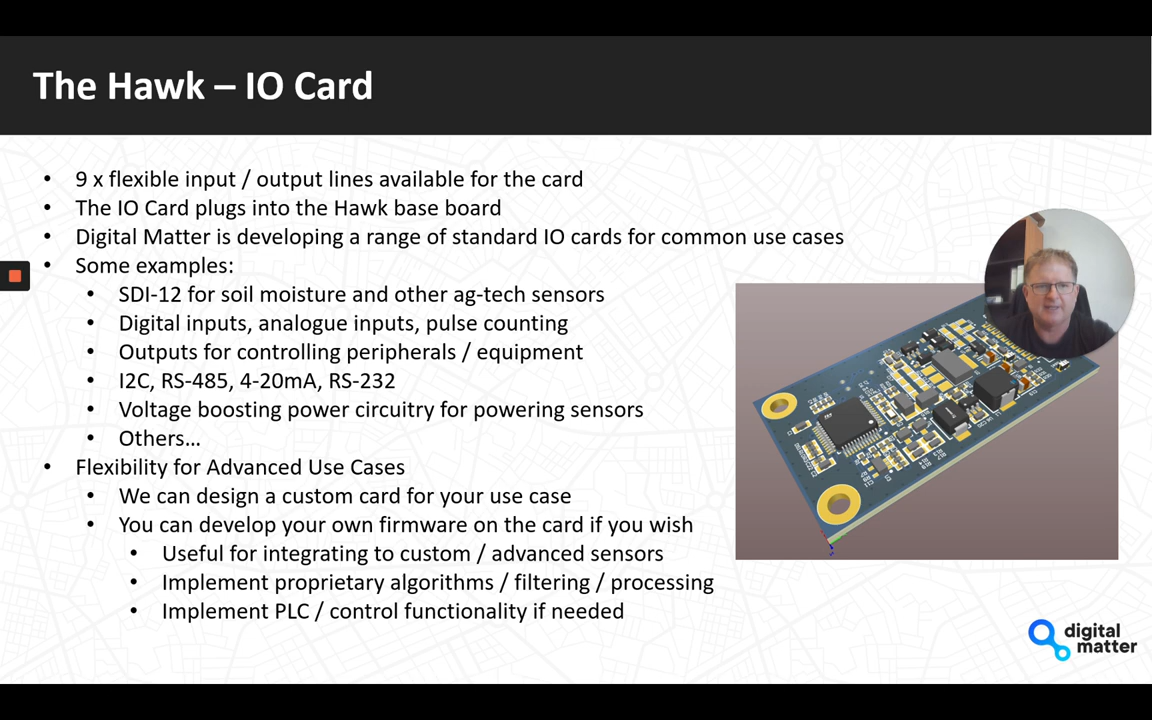 The Hawk – IO Card
• 9 x flexible input / output lines available for the card
• The IO Card plugs into the Hawk base board
• Digital Matter is developing a range of standard IO cards for common use cases
• Some examples:
• SDI-12 for soil moisture and other ag-tech sensors
• Digital inputs, analogue inputs, pulse counting
• Outputs for controlling peripherals / equipment
• I2C, RS-485, 4-20mA, RS-232
• Voltage boosting power circuitry for powering sensors
• Others…
• Flexibility for Advanced Use Cases
• We can design a custom card for your use case
• You can develop your own firmware on the card if you wish
• Useful for integrating to custom / advanced sensors
• Implement proprietary algorithms / filtering / processing
• Implement PLC / control functionality if needed
digital
matter